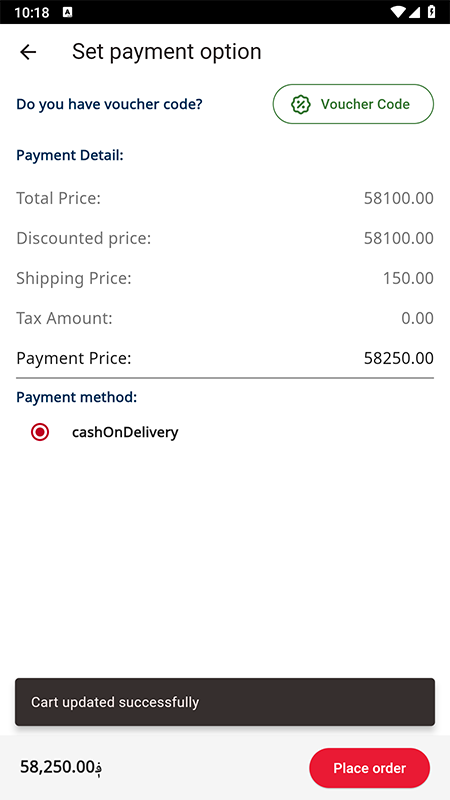 10:18 A
Set payment option
Do you have voucher code? Voucher Code
Payment Detail:
Total Price: 58100.00
Discounted price: 58100.00
Shipping Price: 150.00
Tax Amount: 0.00
Payment Price: 58250.00
Payment method:
cashOnDelivery
Cart updated successfully
58,250.00؋ Place order